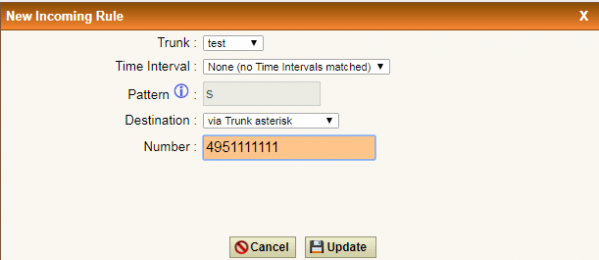 New Incoming Rule X
Trunk : test
Time Interval : None (no Time Intervals matched)
Pattern i : S
Destination : via Trunk asterisk
Number : 4951111111
Cancel Update